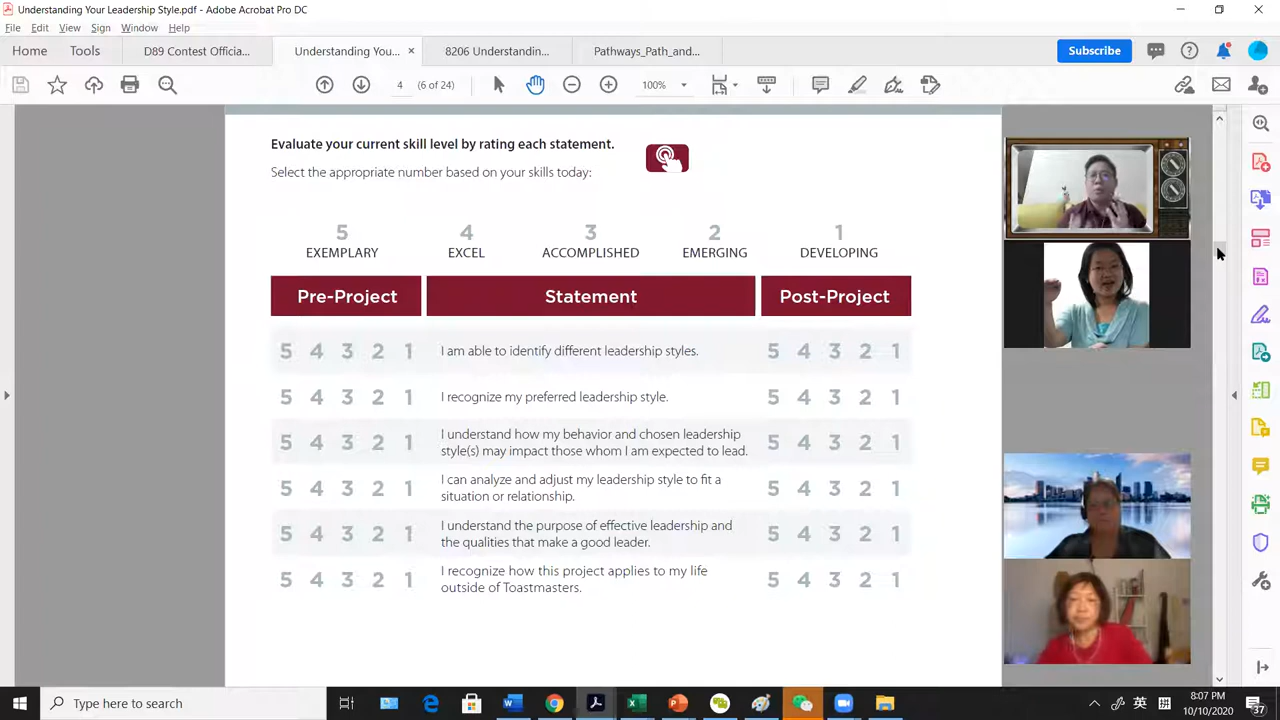 Understanding Your Leadership Style.pdf - Adobe Acrobat Pro DC
File Edit View Sign Window Help
Home Tools D89 Contest Officia... Understanding You... × 8206 Understandin... Pathways_Path_and... Subscribe
4 (6 of 24) 100%
Evaluate your current skill level by rating each statement.
Select the appropriate number based on your skills today:
5 4 3 2 1
EXEMPLARY EXCEL ACCOMPLISHED EMERGING DEVELOPING
Pre-Project Statement Post-Project
5 4 3 2 1 I am able to identify different leadership styles. 5 4 3 2 1
5 4 3 2 1 I recognize my preferred leadership style. 5 4 3 2 1
I understand how my behavior and chosen leadership
5 4 3 2 1 style(s) may impact those whom I am expected to lead. 5 4 3 2 1
I can analyze and adjust my leadership style to fit a
5 4 3 2 1 situation or relationship. 5 4 3 2 1
I understand the purpose of effective leadership and
5 4 3 2 1 the qualities that make a good leader. 5 4 3 2 1
I recognize how this project applies to my life
5 4 3 2 1 outside of Toastmasters. 5 4 3 2 1
Type here to search
英 拼 8:07 PM
10/10/2020 37